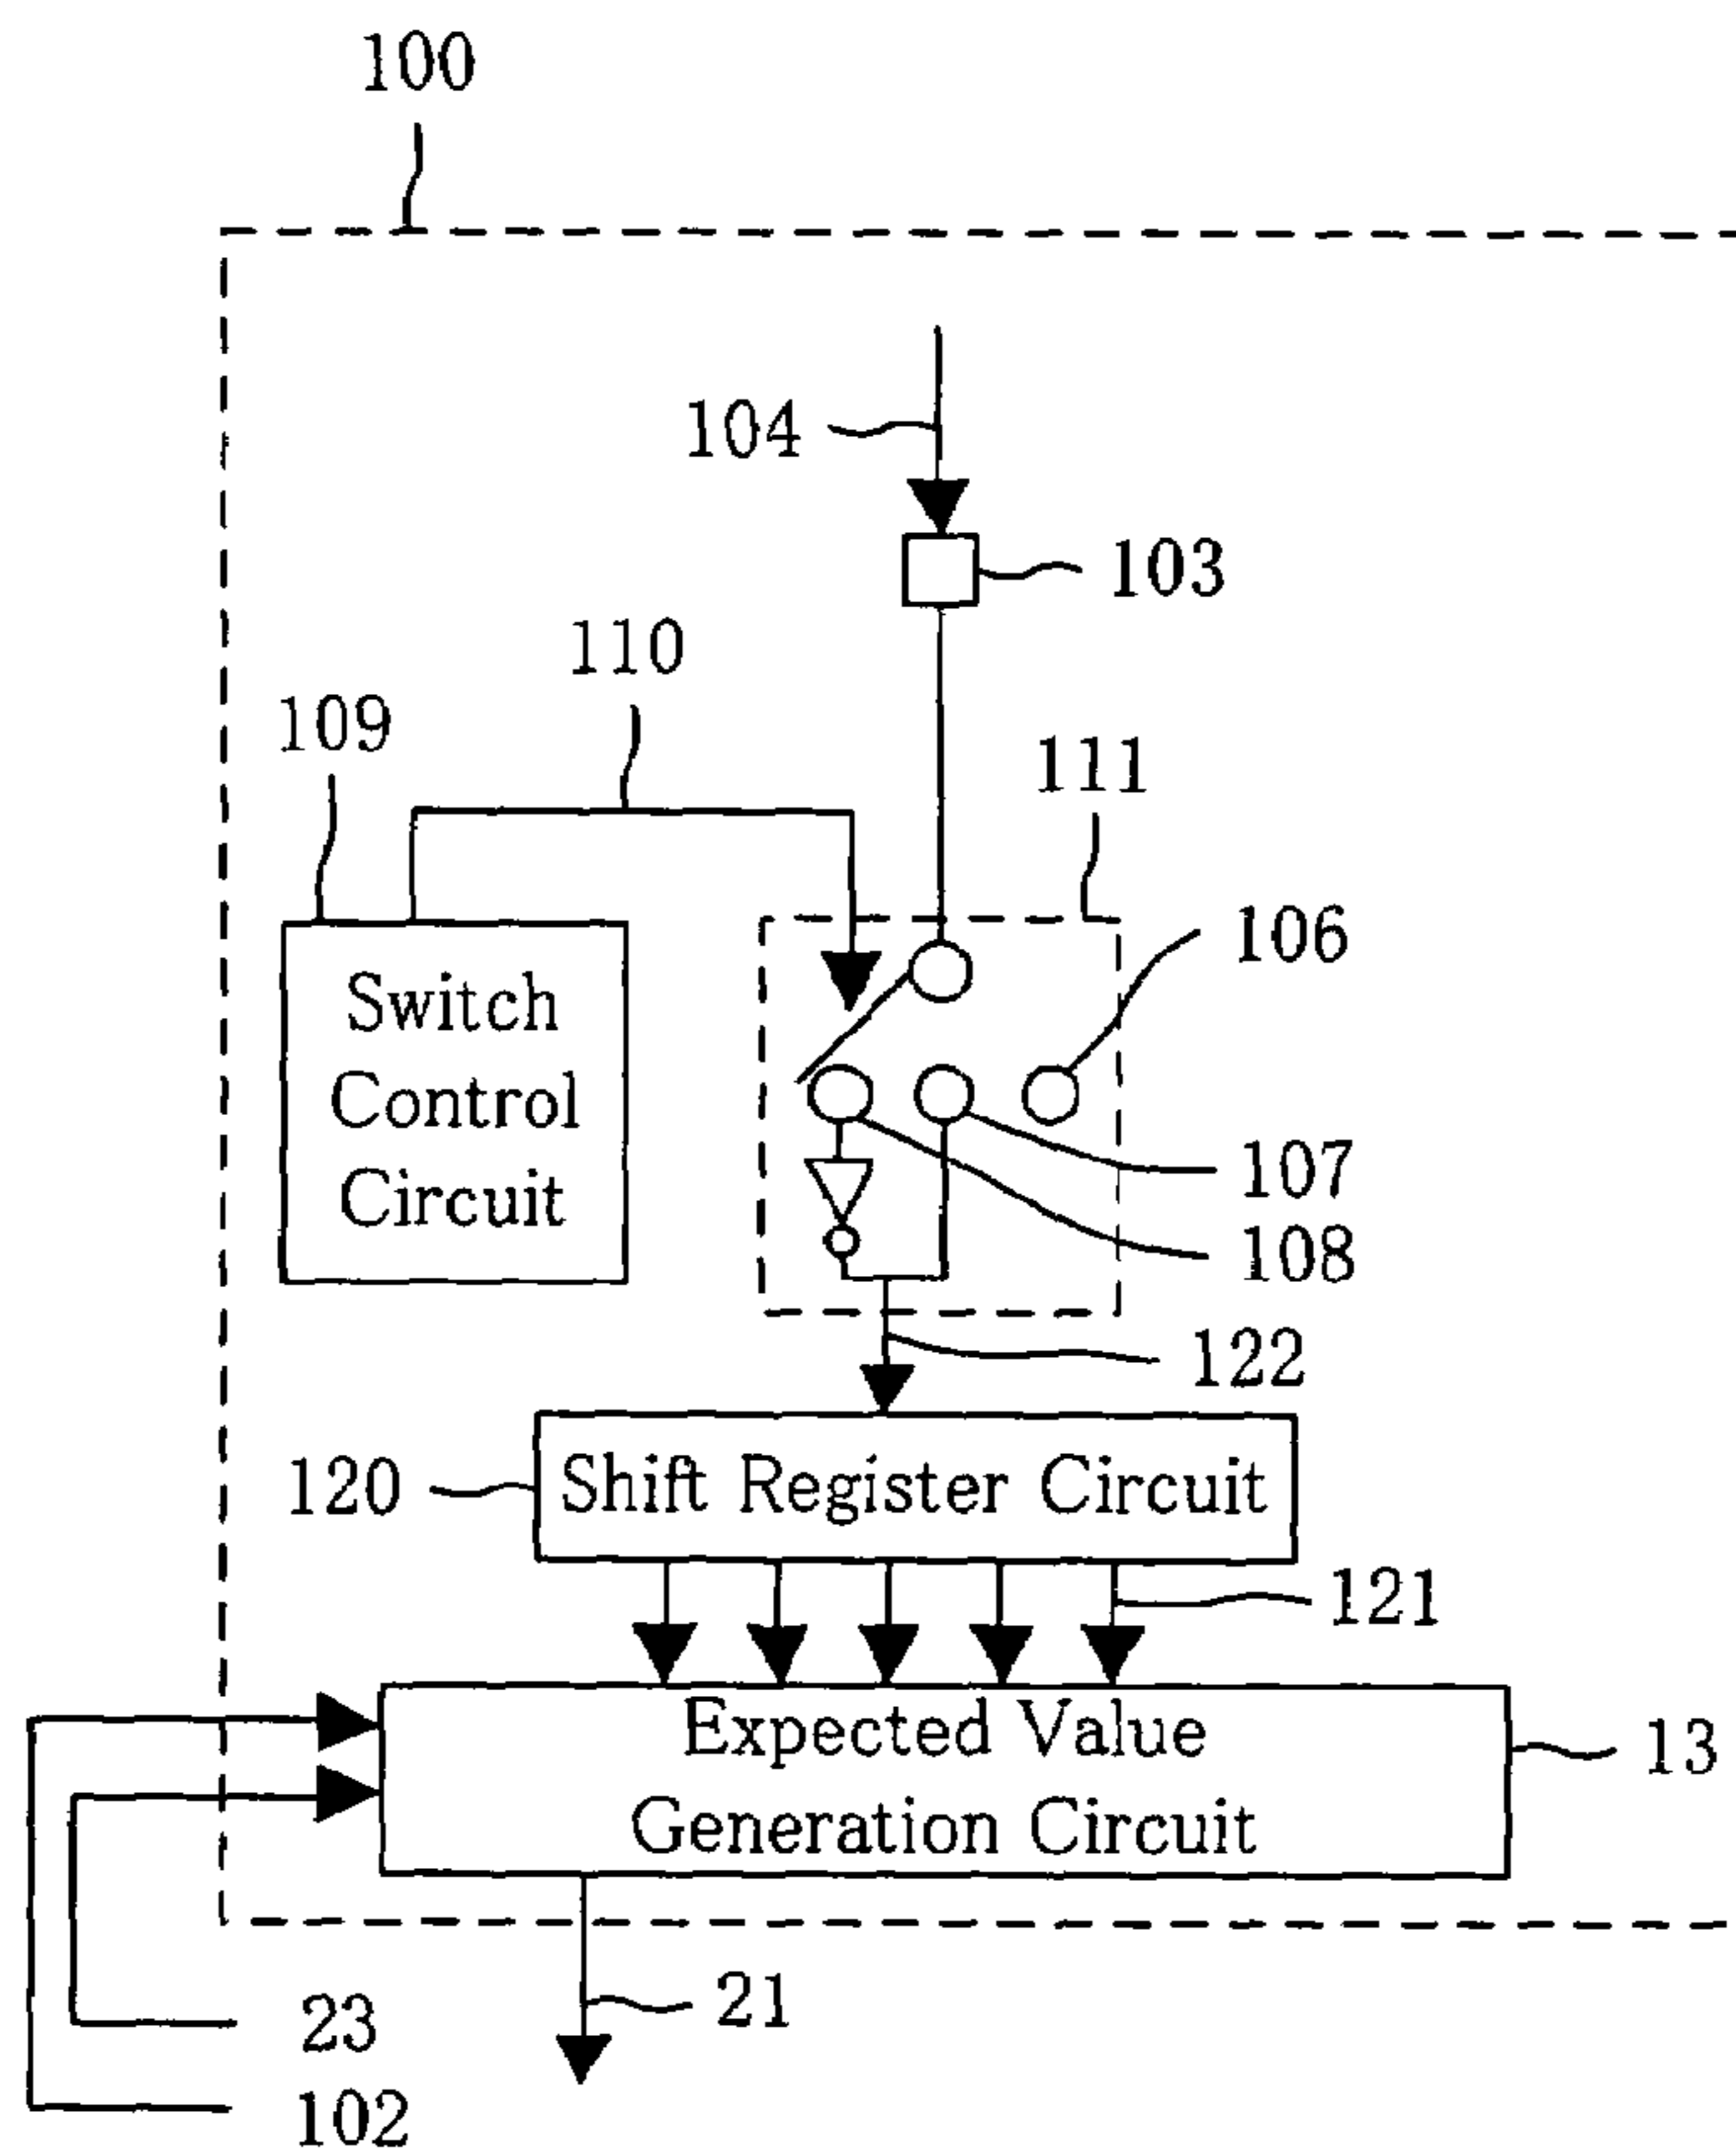 100
104
103
110
109
111
106
Switch
Control
Circuit
107
108
122
120
Shift Register Circuit
121
Expected Value
Generation Circuit
13
21
23
102